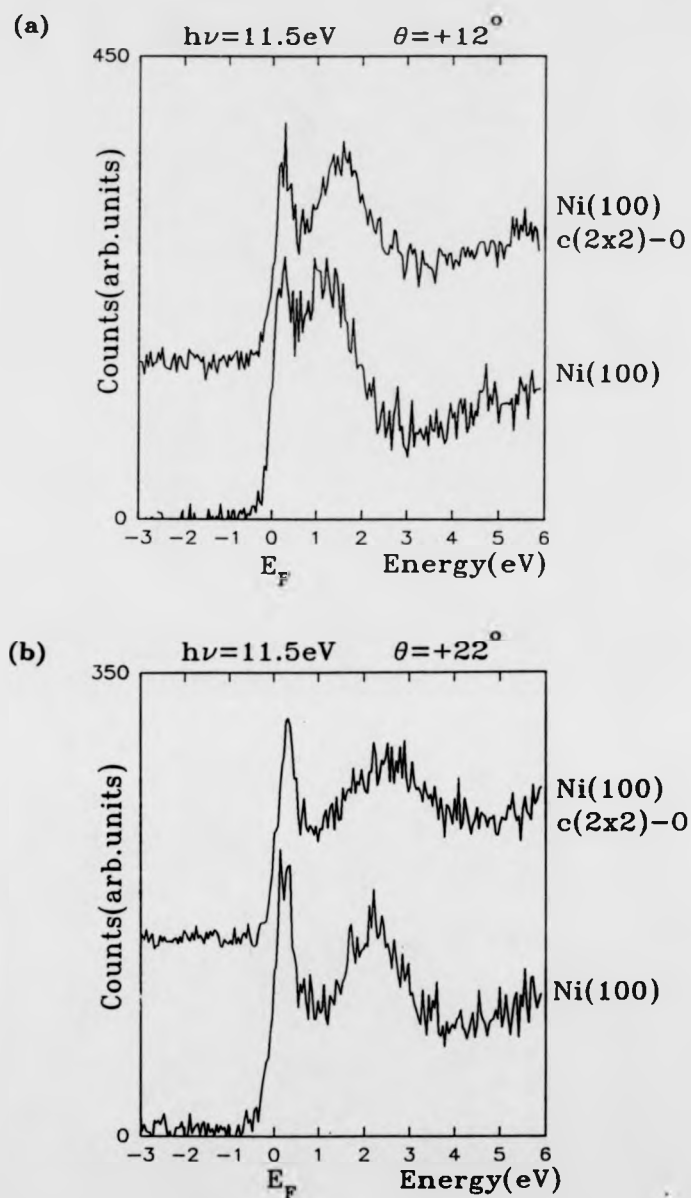 (a)
hν=11.5eV θ=+12°
450
Counts(arb.units)
Ni(100)
c(2x2)-0
Ni(100)
0
-3 -2 -1 0 1 2 3 4 5 6
E_F Energy(eV)
(b)
hν=11.5eV θ=+22°
350
Counts(arb.units)
Ni(100)
c(2x2)-0
Ni(100)
0
-3 -2 -1 0 1 2 3 4 5 6
E_F Energy(eV)